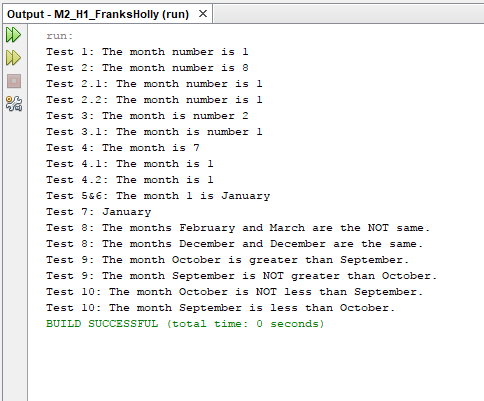 Output - M2_H1_FranksHolly (run)
run:
Test 1: The month number is 1
Test 2: The month number is 8
Test 2.1: The month number is 1
Test 2.2: The month number is 1
Test 3: The month is number 2
Test 3.1: The month is number 1
Test 4: The month is 7
Test 4.1: The month is 1
Test 4.2: The month is 1
Test 5&6: The month 1 is January
Test 7: January
Test 8: The months February and March are the NOT same.
Test 8: The months December and December are the same.
Test 9: The month October is greater than September.
Test 9: The month September is NOT greater than October.
Test 10: The month October is NOT less than September.
Test 10: The month September is less than October.
BUILD SUCCESSFUL (total time: 0 seconds)